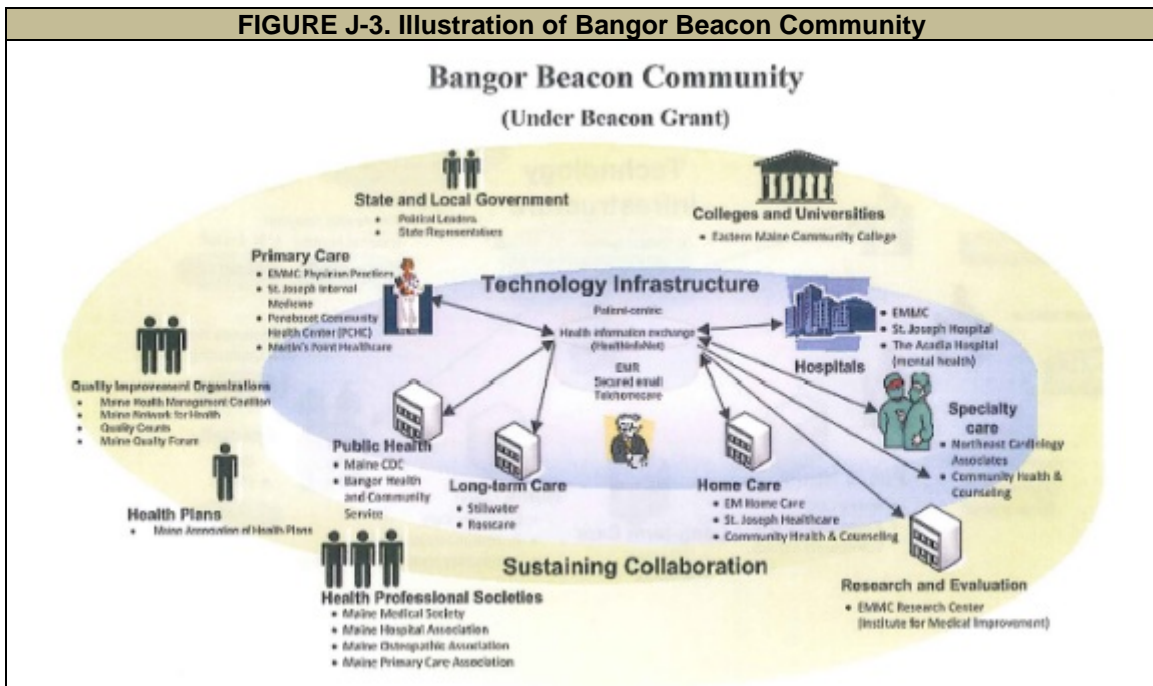 FIGURE J-3. Illustration of Bangor Beacon Community
Bangor Beacon Community
(Under Beacon Grant)
State and Local Government
• Political Leaders
• State Representatives
Colleges and Universities
• Eastern Maine Community College
Primary Care
• EMMC Physician Practices
• St. Joseph Internal
Medicine
• Penobscot Community
Health Center (PCHC)
• Martin's Point Healthcare
Technology Infrastructure
Patient-centric
Health information exchange
(HealthInfoNet)
EMR
Secured email
Telehomecare
Hospitals
• EMMC
• St. Joseph Hospital
• The Acadia Hospital
(mental health)
Quality Improvement Organizations
• Maine Health Management Coalition
• Maine Network for Health
• Quality Counts
• Maine Quality Forum
Specialty
care
• Northeast Cardiology
Associates
• Community Health &
Counseling
Public Health
• Maine CDC
• Bangor Health
and Community
Service
Long-term Care
• Stillwater
• Rosscare
Home Care
• EM Home Care
• St. Joseph Healthcare
• Community Health & Counseling
Health Plans
• Maine Association of Health Plans
Sustaining Collaboration
Health Professional Societies
• Maine Medical Society
• Maine Hospital Association
• Maine Osteopathic Association
• Maine Primary Care Association
Research and Evaluation
• EMMC Research Center
(Institute for Medical Improvement)